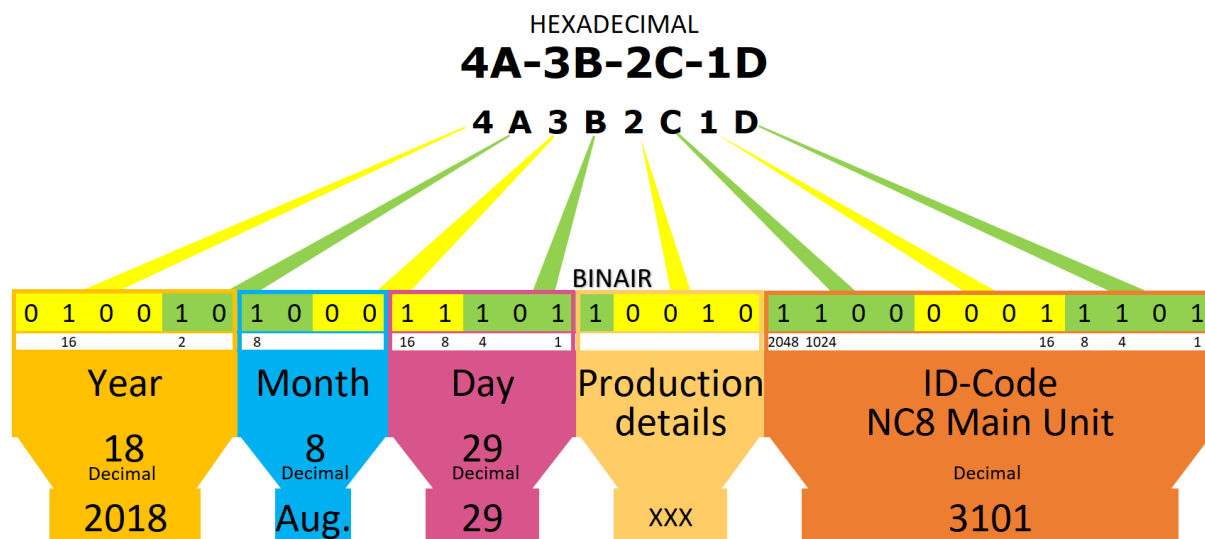 HEXADECIMAL
4A-3B-2C-1D
4 A 3 B 2 C 1 D
BINAIR
0 1 0 0 1 0 1 0 0 0 1 1 1 0 1 1 0 0 1 0 1 1 0 0 0 0 0 1 1 1 0 1
16 2 8 16 8 4 1 2048 1024 16 8 4 1
Year Month Day Production ID-Code
details NC8 Main Unit
18 8 29
Decimal Decimal Decimal Decimal
2018 Aug. 29 XXX 3101